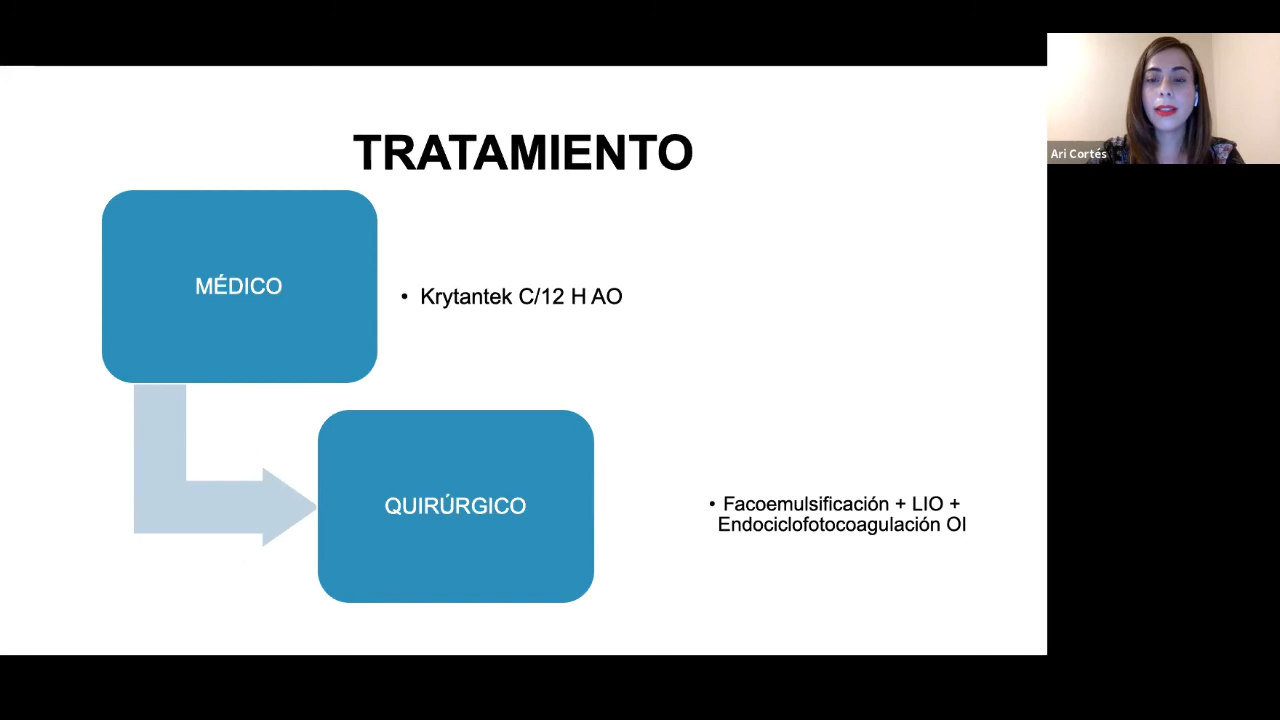 TRATAMIENTO
Ari Cortés
MÉDICO
• Krytantek C/12 H AO
QUIRÚRGICO
• Facoemulsificación + LIO +
Endociclofotocoagulación OI